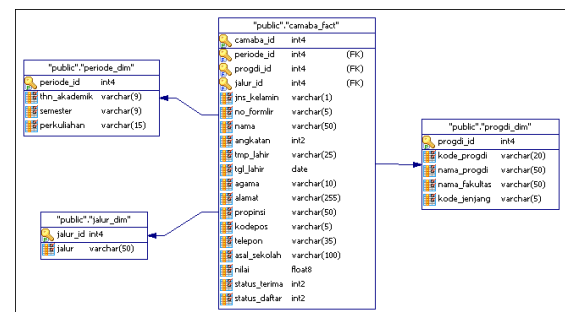 "public"."camaba_fact"
camaba_id int4
periode_id int4 (FK)
progdi_id int4 (FK)
jalur_id int4 (FK)
jns_kelamin varchar(1)
no_formlir varchar(5)
nama varchar(50)
angkatan int2
tmp_lahir varchar(25)
tgl_lahir date
agama varchar(10)
alamat varchar(255)
propinsi varchar(50)
kodepos varchar(5)
telepon varchar(35)
asal_sekolah varchar(100)
nilai float8
status_terima int2
status_daftar int2
"public"."periode_dim"
periode_id int4
thn_akademik varchar(9)
semester varchar(9)
perkuliahan varchar(15)
"public"."progdi_dim"
progdi_id int4
kode_progdi varchar(20)
nama_progdi varchar(50)
nama_fakultas varchar(50)
kode_jenjang varchar(5)
"public"."jalur_dim"
jalur_id int4
jalur varchar(50)